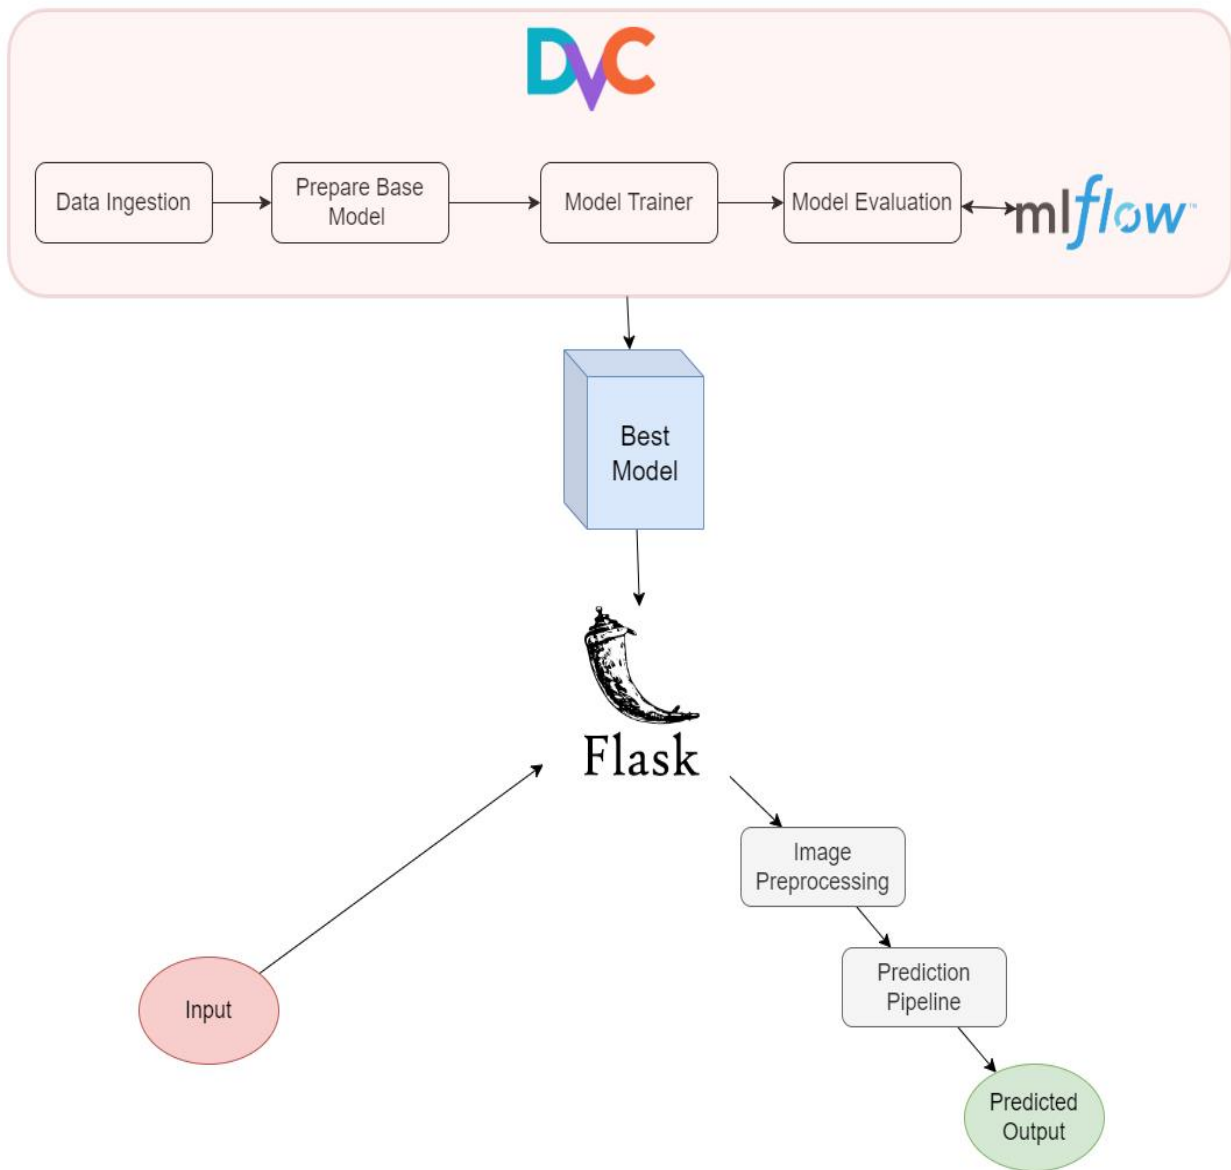 DVC
Data Ingestion
Prepare Base
Model
Model Trainer
Model Evaluation
mlflow™
Best
Model
Flask
Image
Preprocessing
Prediction
Pipeline
Input
Predicted
Output